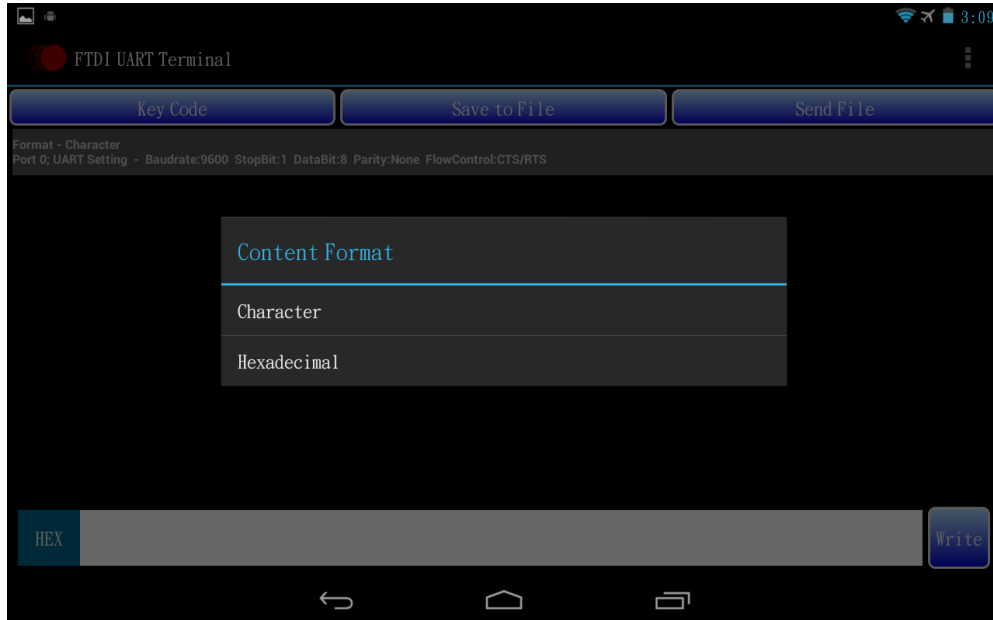 3:09
FTDI UART Terminal
Key Code
Save to File
Send File
Format - Character
Port 0; UART Setting - Baudrate:9600 StopBit:1 DataBit:8 Parity:None FlowControl:CTS/RTS
Content Format
Character
Hexadecimal
HEX
Write